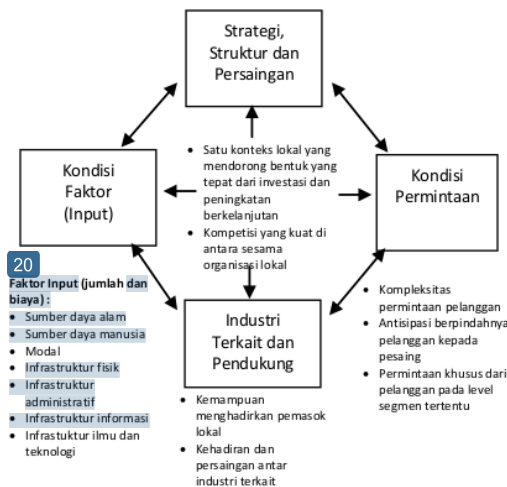 Strategi,
Struktur dan
Persaingan
Kondisi
Faktor
(Input)
• Satu konteks lokal yang
mendorong bentuk yang
tepat dari investasi dan
peningkatan
berkelanjutan
• Kompetisi yang kuat di
antara sesama
organisasi lokal
Kondisi
Permintaan
20
Faktor Input (jumlah dan
biaya) :
• Sumber daya alam
• Sumber daya manusia
• Modal
• Infrastruktur fisik
• Infrastruktur
administratif
• Infrastruktur informasi
• Infrastuktur ilmu dan
teknologi
Industri
Terkait dan
Pendukung
• Kemampuan
menghadirkan pemasok
lokal
• Kehadiran dan
persaingan antar
industri terkait
• Kompleksitas
permintaan pelanggan
• Antisipasi berpindahny
pelanggan kepada
pesaing
• Permintaan khusus dari
pelanggan pada level
segmen tertentu